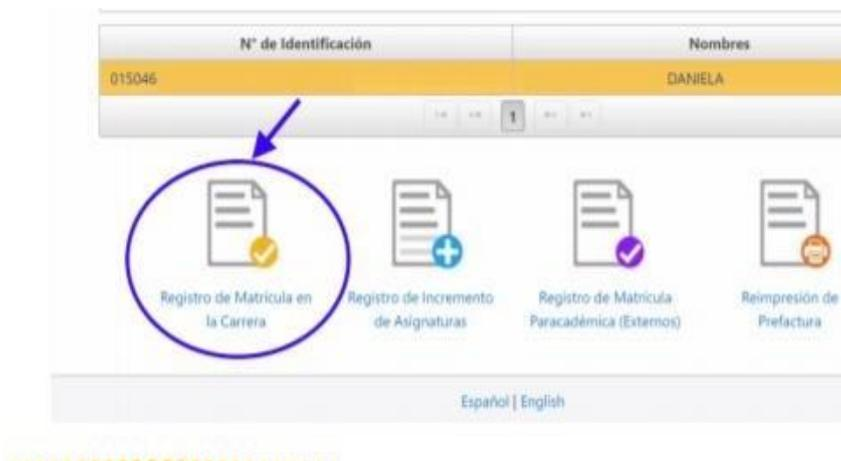 N° de Identificación Nombres
015046 DANIELA
1
Registro de Matrícula en
la Carrera
Registro de Incremento
de Asignaturas
Registro de Matrícula
Paracadémica (Externos)
Reimpresión de
Prefactura
Español | English